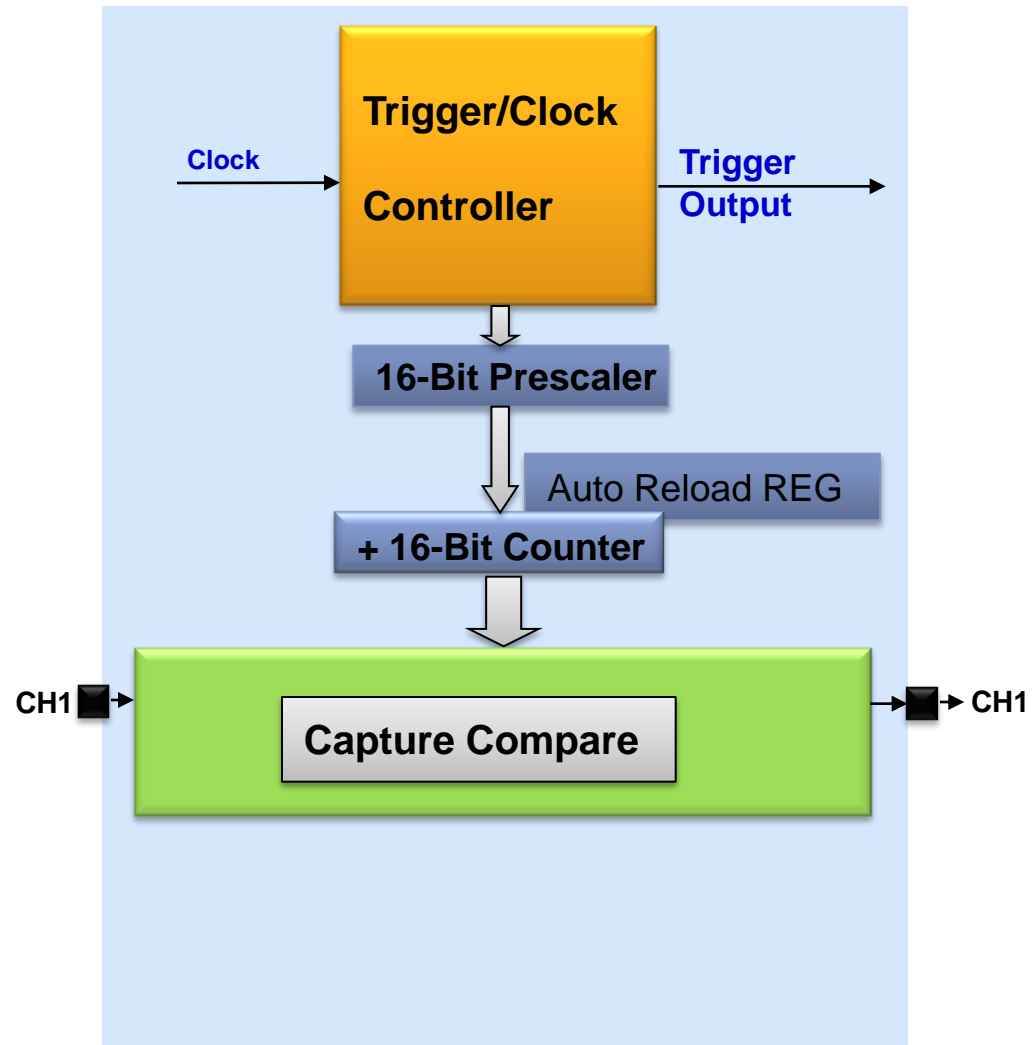 Trigger/Clock
Controller
Clock
Trigger
Output
16-Bit Prescaler
Auto Reload REG
+ 16-Bit Counter
CH1
Capture Compare
CH1